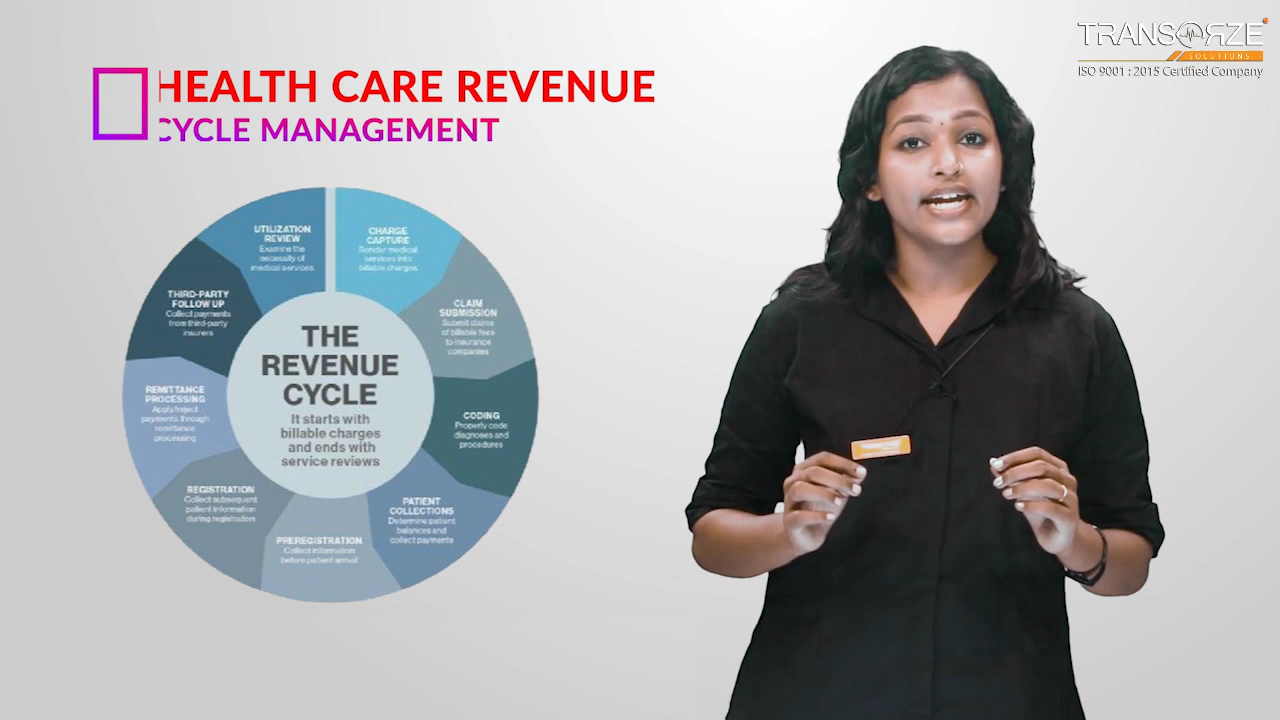 HEALTH CARE REVENUE
CYCLE MANAGEMENT
TRANSORZE
SOLUTIONS
ISO 9001 : 2015 Certified Company
THE
REVENUE
CYCLE
It starts with
billable charges
and ends with
service reviews
CHARGE
CAPTURE
Render medical
services into
billable charges
CLAIM
SUBMISSION
Submit claims
of billable fees
to insurance
companies
CODING
Properly code
diagnoses and
procedures
PATIENT
COLLECTIONS
Determine patient
balances and
collect payments
PREREGISTRATION
Collect information
before patient arrival
REGISTRATION
Collect subsequent
patient information
during registration
REMITTANCE
PROCESSING
Apply/reject
payments through
remittance
processing
THIRD-PARTY
FOLLOW UP
Collect payments
from third-party
insurers
UTILIZATION
REVIEW
Examine the
necessity of
medical services